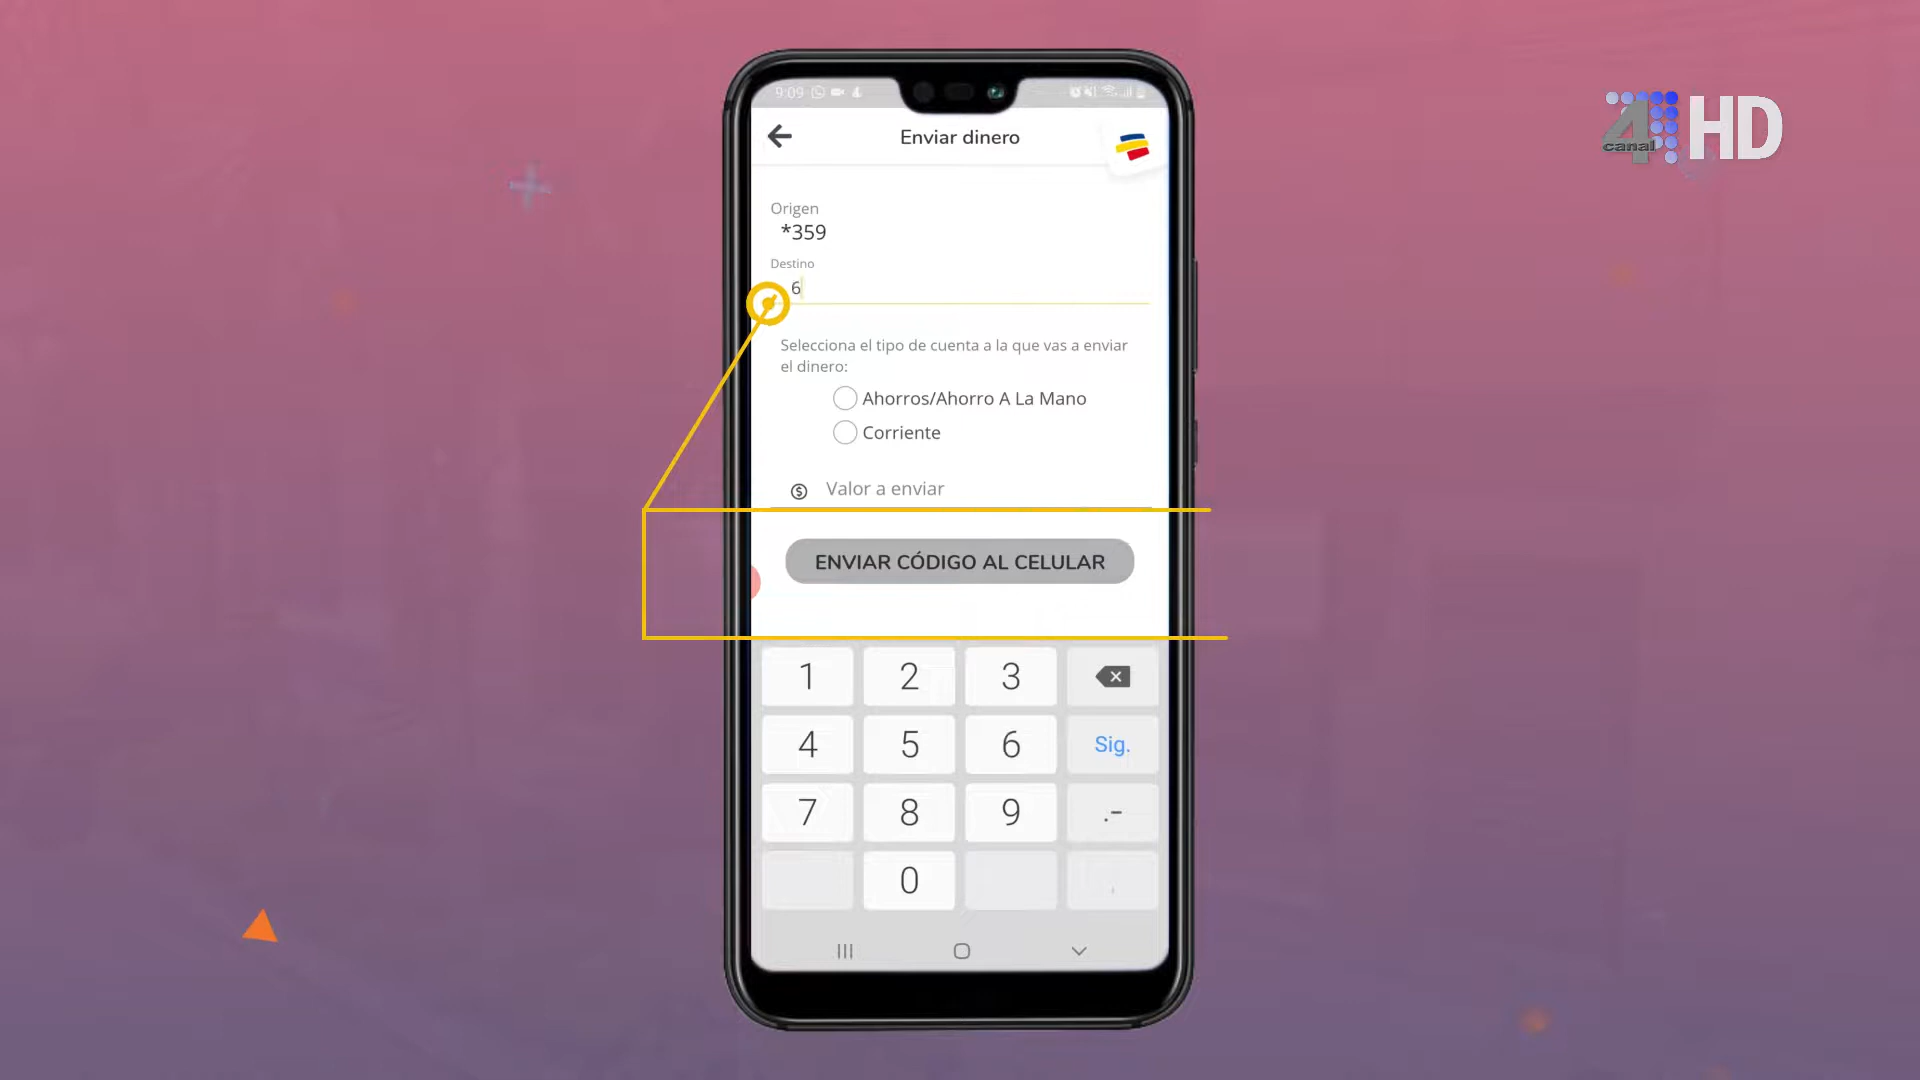 4 HD
canal
9:09
Enviar dinero
Origen
*359
Destino
6
Selecciona el tipo de cuenta a la que vas a enviar
el dinero:
Ahorros/Ahorro A La Mano
Corriente
Valor a enviar
ENVIAR CÓDIGO AL CELULAR
1 2 3
4 5 6 Sig.
7 8 9 .-
0 ,